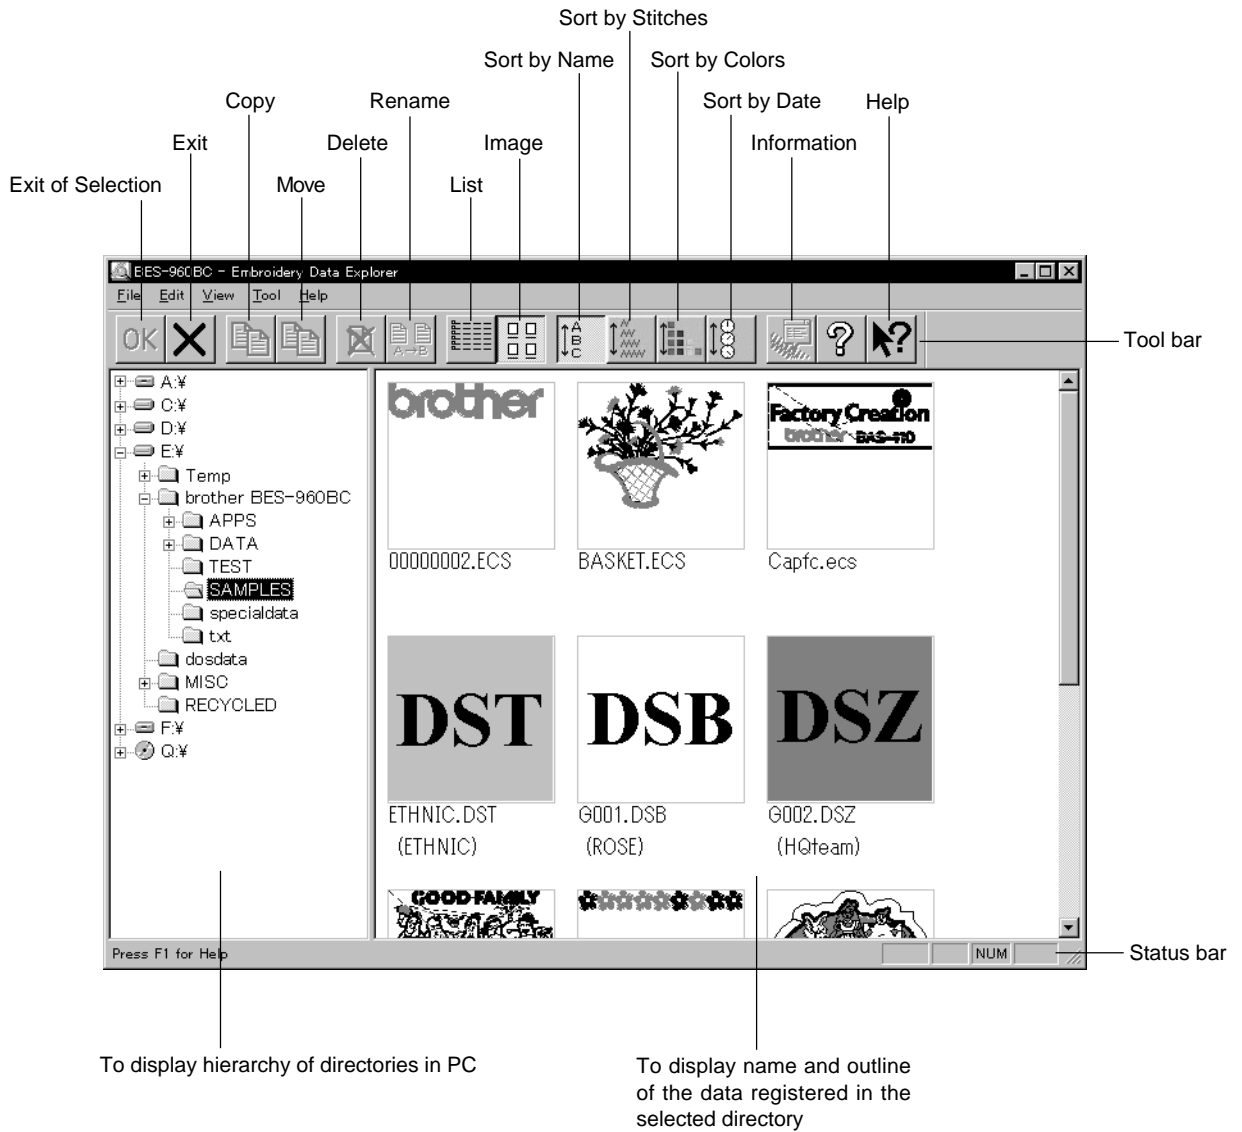 Sort by Stitches
Sort by Name
Sort by Colors
Copy
Rename
Sort by Date
Help
Exit
Delete
Image
Information
Exit of Selection
Move
List
BES-960BC - Embroidery Data Explorer
File Edit View Tool Help
OK
A→B
A
B
C
Tool bar
A:¥
C:¥
D:¥
E:¥
Temp
brother BES-960BC
APPS
DATA
TEST
SAMPLES
specialdata
txt
dosdata
MISC
RECYCLED
F:¥
Q:¥
brother
Factory Creation
brother BAS-410
00000002.ECS
BASKET.ECS
Capfc.ecs
DST
DSB
DSZ
ETHNIC.DST
G001.DSB
G002.DSZ
(ETHNIC)
(ROSE)
(HQteam)
GOOD FAMILY
Press F1 for Help
NUM
Status bar
To display hierarchy of directories in PC
To display name and outline
of the data registered in the
selected directory